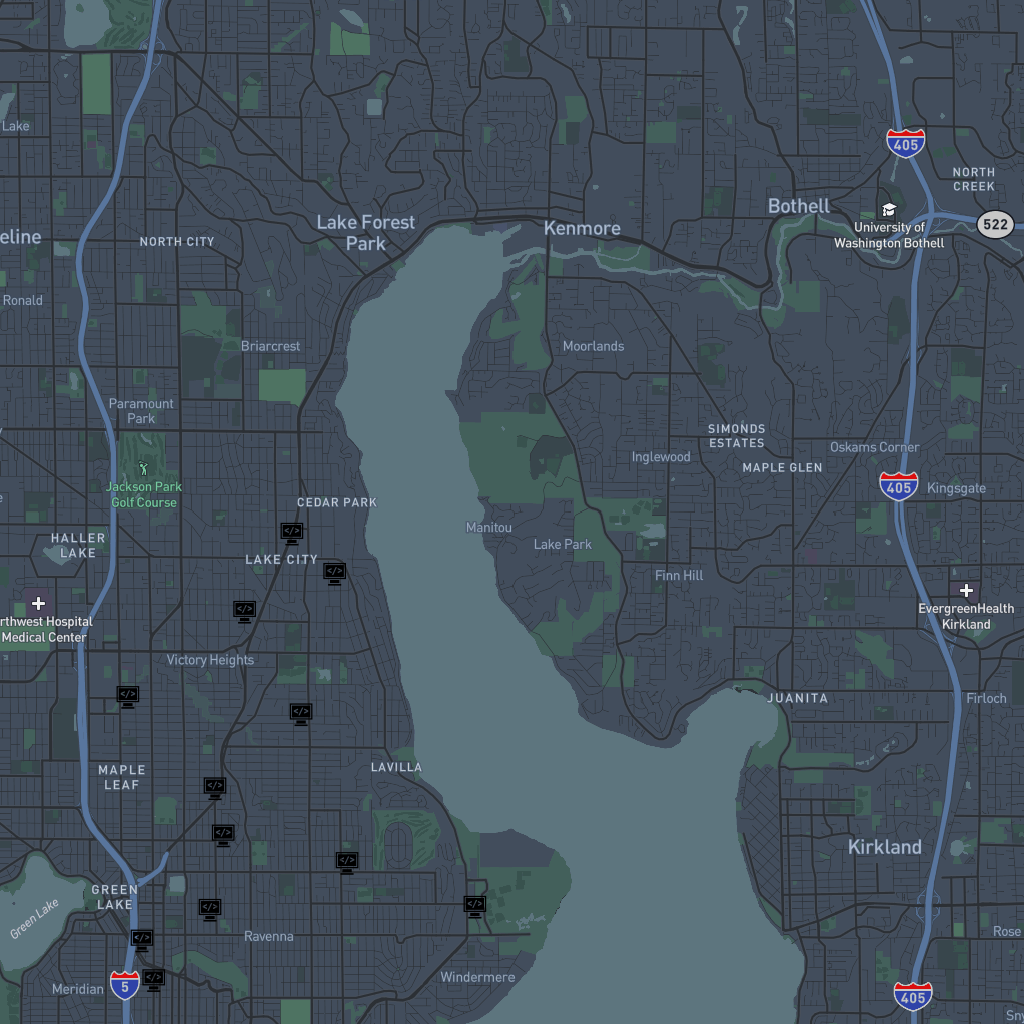 Lake
405
NORTH
CREEK
Bothell
Lake Forest
Park
Kenmore
522
University of
Washington Bothell
eline
NORTH CITY
Ronald
Briarcrest
Moorlands
Paramount
Park
SIMONDS
ESTATES
Oskams Corner
Inglewood
MAPLE GLEN
Jackson Park
Golf Course
405
Kingsgate
CEDAR PARK
Manitou
HALLER
LAKE
Lake Park
</>
LAKE CITY
</>
Finn Hill
</>
EvergreenHealth
Kirkland
rthwest Hospital
Medical Center
Victory Heights
</>
JUANITA
Firloch
</>
LAVILLA
MAPLE
LEAF
</>
</>
Kirkland
</>
GREEN
LAKE
</>
</>
Green Lake
Rose
</>
Ravenna
</>
Windermere
Meridian
5
405
Sny